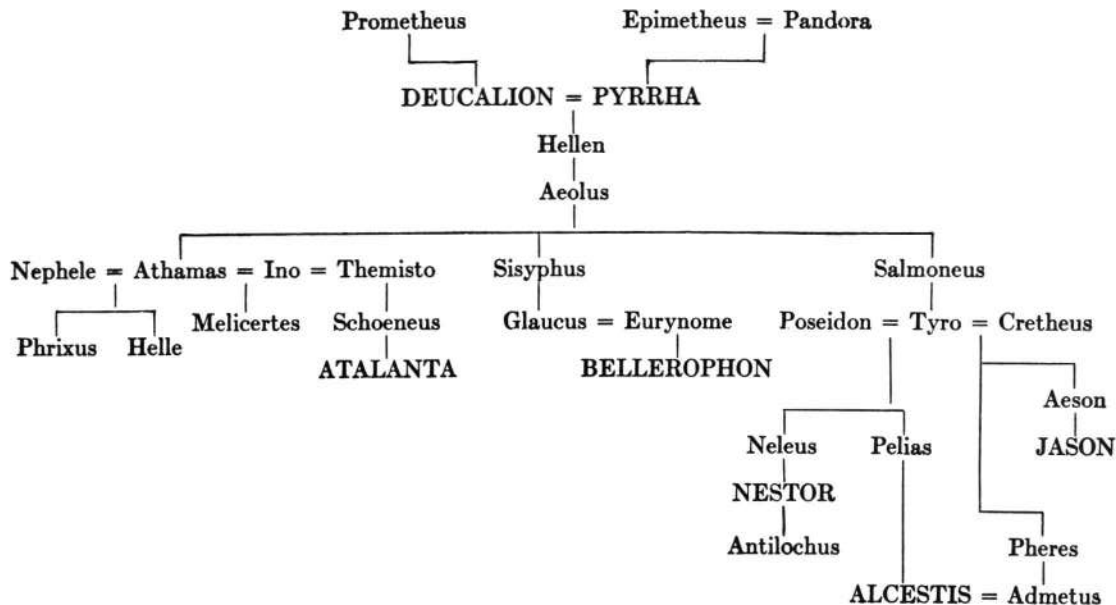 Prometheus Epimetheus = Pandora
DEUCALION = PYRRHA
Hellen
Aeolus
Nephele = Athamas = Ino = Themisto Sisyphus Salmoneus
Phrixus Helle Melicertes Schoeneus Glaucus = Eurynome Poseidon = Tyro = Cretheus
ATALANTA BELLEROPHON
Aeson
Neleus Pelias JASON
NESTOR
Antilochus Pheres
ALCESTIS = Admetus